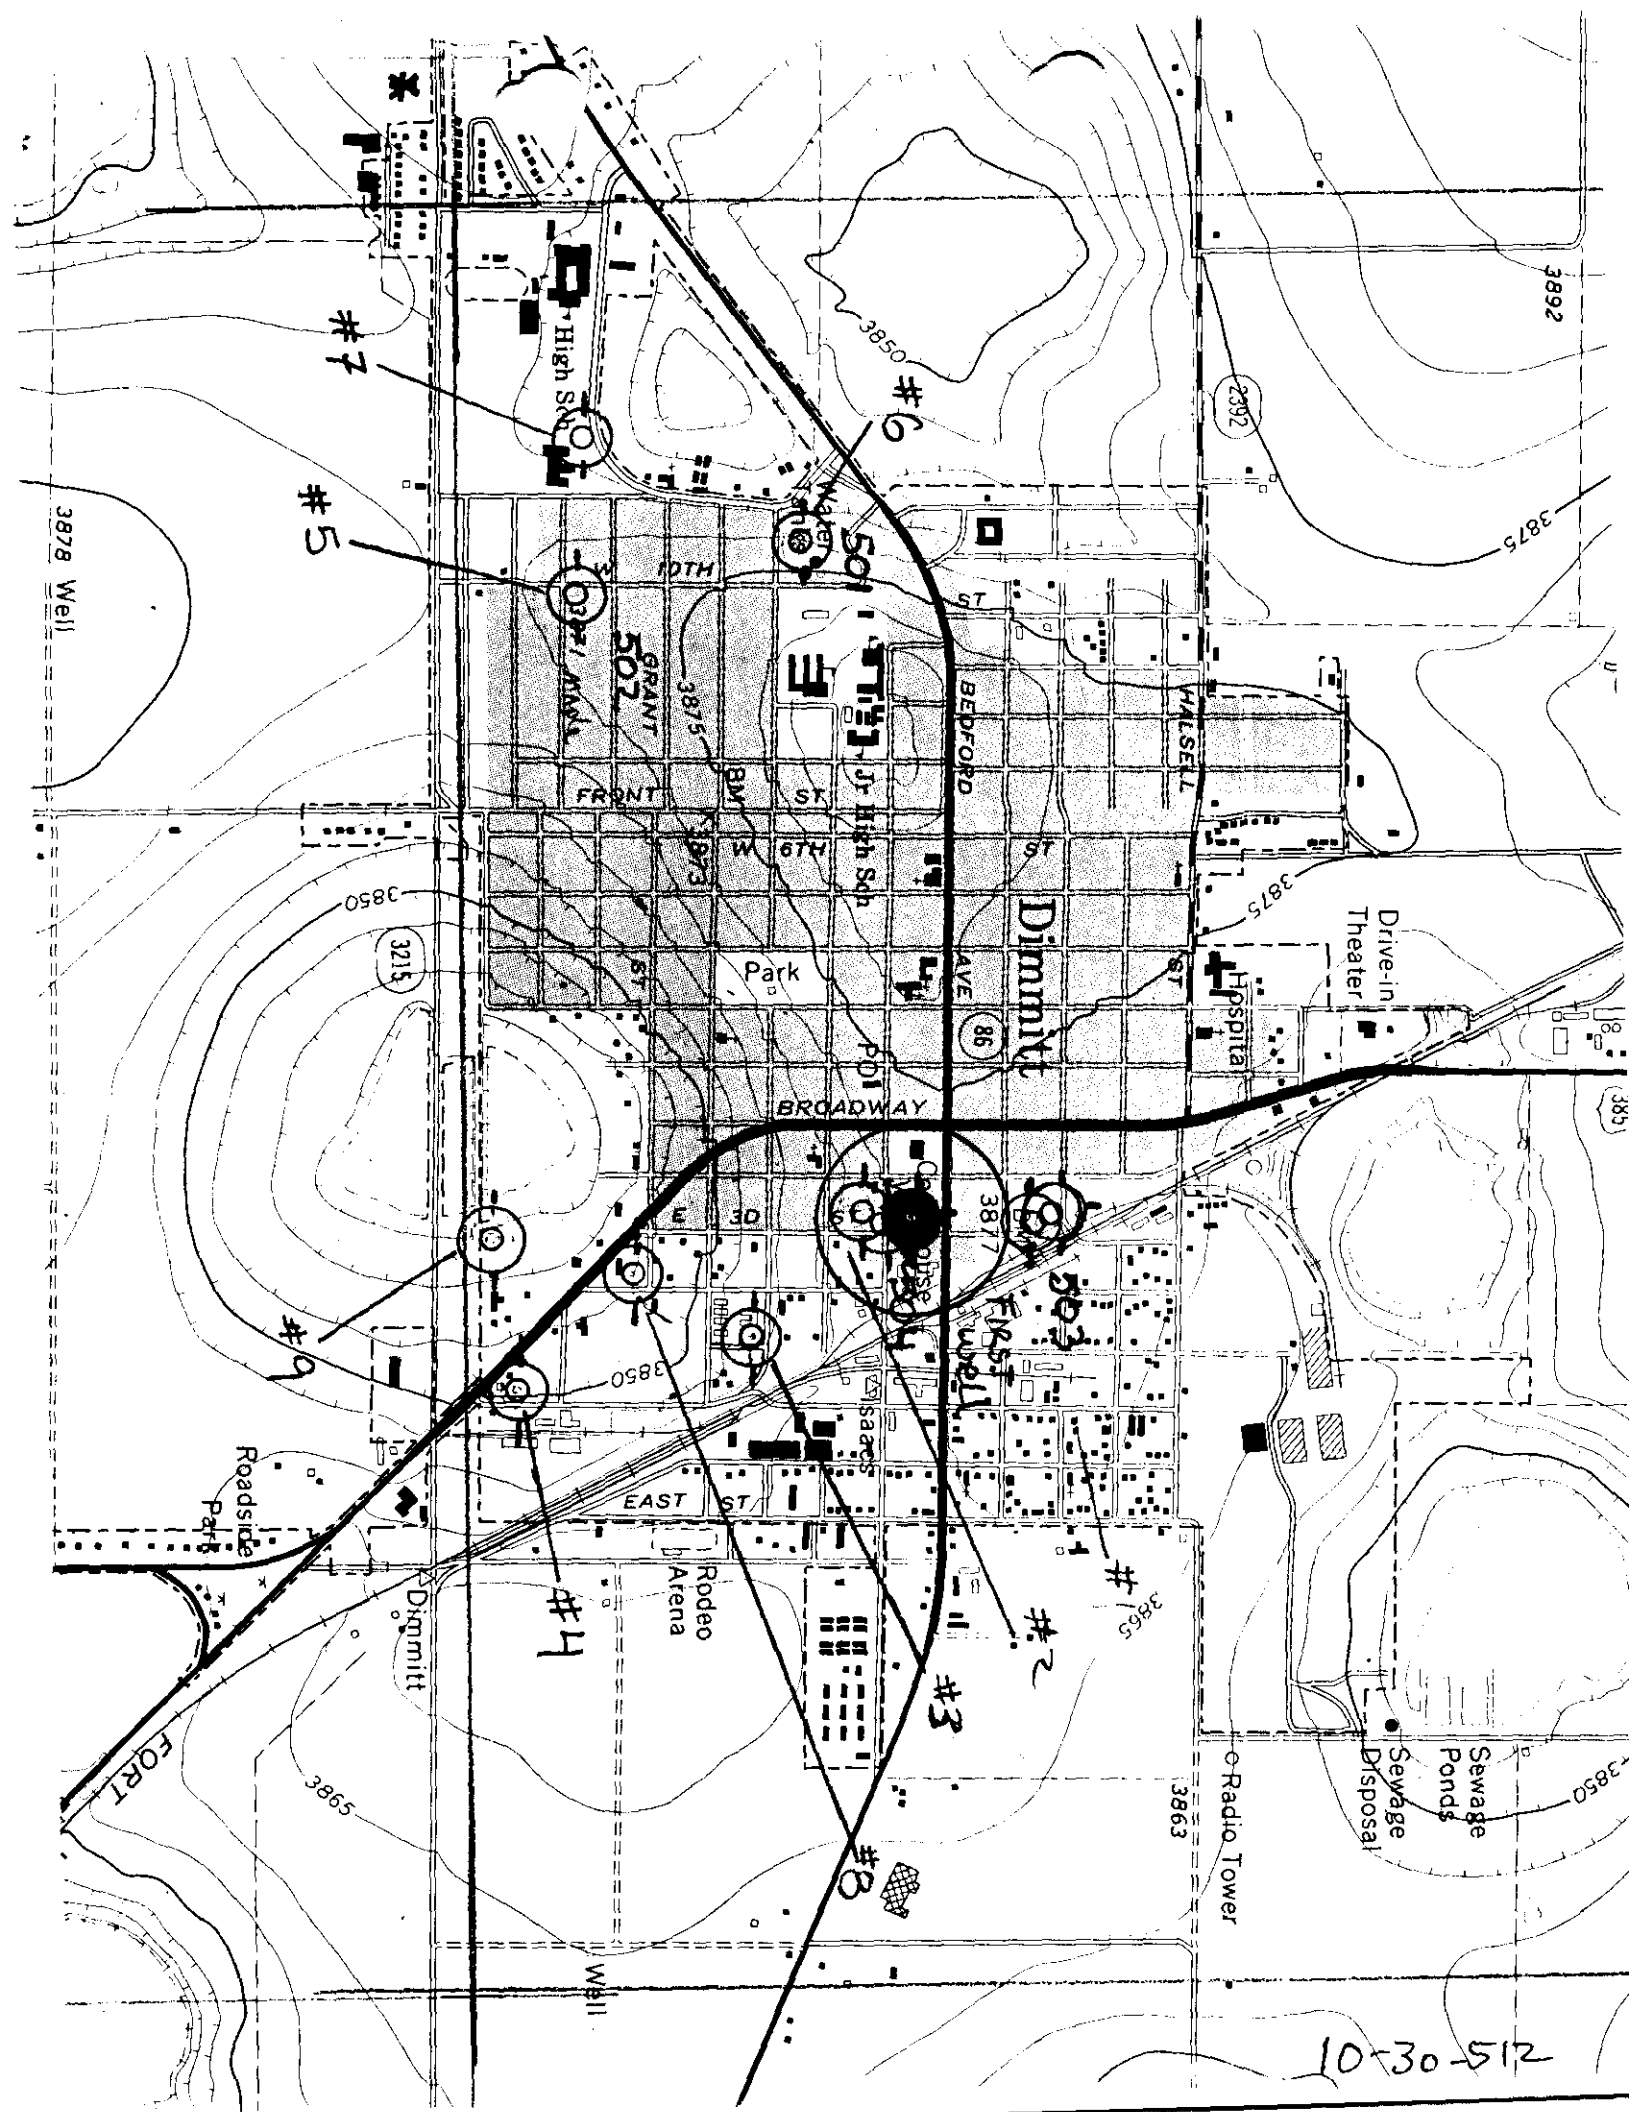 3892
#7
High Sch
3850
#6
2392
#5
3875
3878 Well
Water
501
W 10TH
ST
502
GRANT
3875
BEDFORD
HALSELL
BM
FRONT ST
Jr High Sch
3873
W 6TH ST
3850
3215
3875
Drive-in
Theater
Dimmitt
Park
ST
AVE
ST
Hospital
86
385
BROADWAY
3877
E 3D ST
503
FIRST
WELL
#9
3850
Isaacs
Roadside
Park
EAST ST
#1
3865
Rodeo
Arena
#4
#2
Dimmitt
#3
FORT
3865
Sewage
Ponds
Sewage
Disposal
3850
Radio Tower
3863
#8
Well
10-30-512